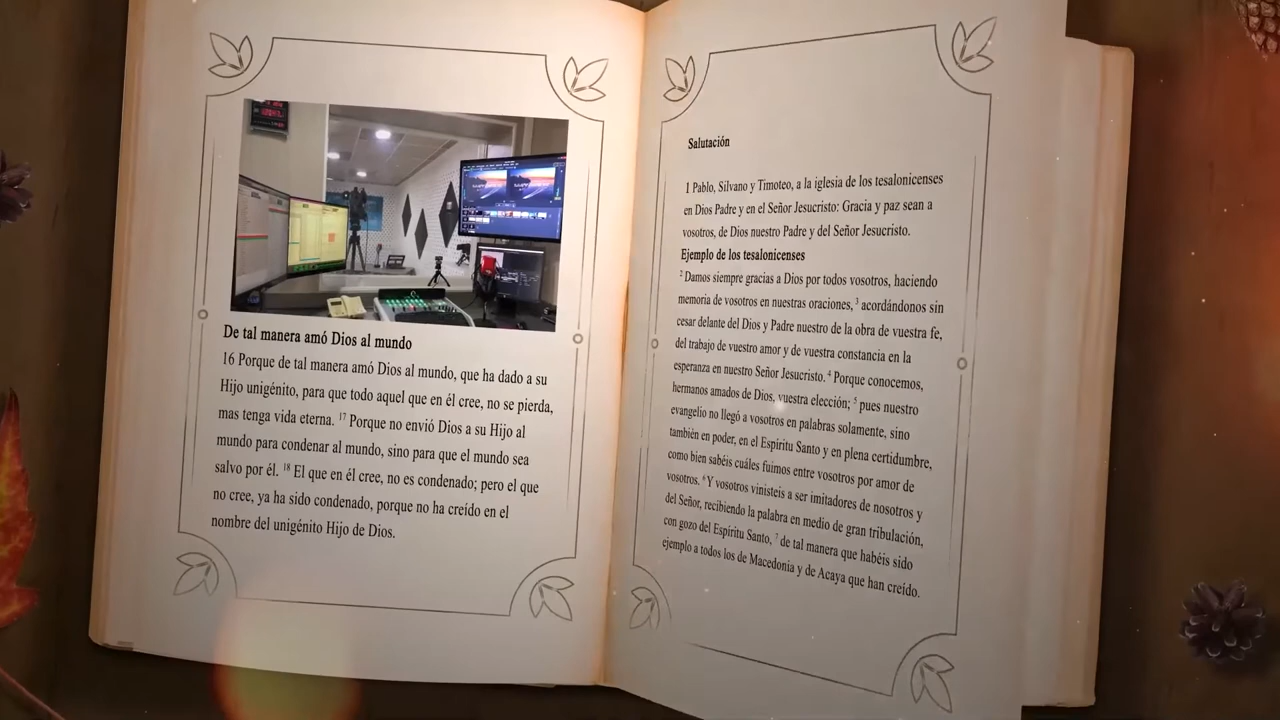 De tal manera amó Dios al mundo
16 Porque de tal manera amó Dios al mundo, que ha dado a su
Hijo unigénito, para que todo aquel que en él cree, no se pierda,
mas tenga vida eterna. 17 Porque no envió Dios a su Hijo al
mundo para condenar al mundo, sino para que el mundo sea
salvo por él. 18 El que en él cree, no es condenado; pero el que
no cree, ya ha sido condenado, porque no ha creído en el
nombre del unigénito Hijo de Dios.
Salutación
1 Pablo, Silvano y Timoteo, a la iglesia de los tesalonicenses
en Dios Padre y en el Señor Jesucristo: Gracia y paz sean a
vosotros, de Dios nuestro Padre y del Señor Jesucristo.
Ejemplo de los tesalonicenses
2 Damos siempre gracias a Dios por todos vosotros, haciendo
memoria de vosotros en nuestras oraciones, 3 acordándonos sin
cesar delante del Dios y Padre nuestro de la obra de vuestra fe,
del trabajo de vuestro amor y de vuestra constancia en la
esperanza en nuestro Señor Jesucristo. 4 Porque conocemos,
hermanos amados de Dios, vuestra elección; 5 pues nuestro
evangelio no llegó a vosotros en palabras solamente, sino
también en poder, en el Espíritu Santo y en plena certidumbre,
como bien sabéis cuáles fuimos entre vosotros por amor de
vosotros. 6 Y vosotros vinisteis a ser imitadores de nosotros y
del Señor, recibiendo la palabra en medio de gran tribulación,
con gozo del Espíritu Santo, 7 de tal manera que habéis sido
ejemplo a todos los de Macedonia y de Acaya que han creído.